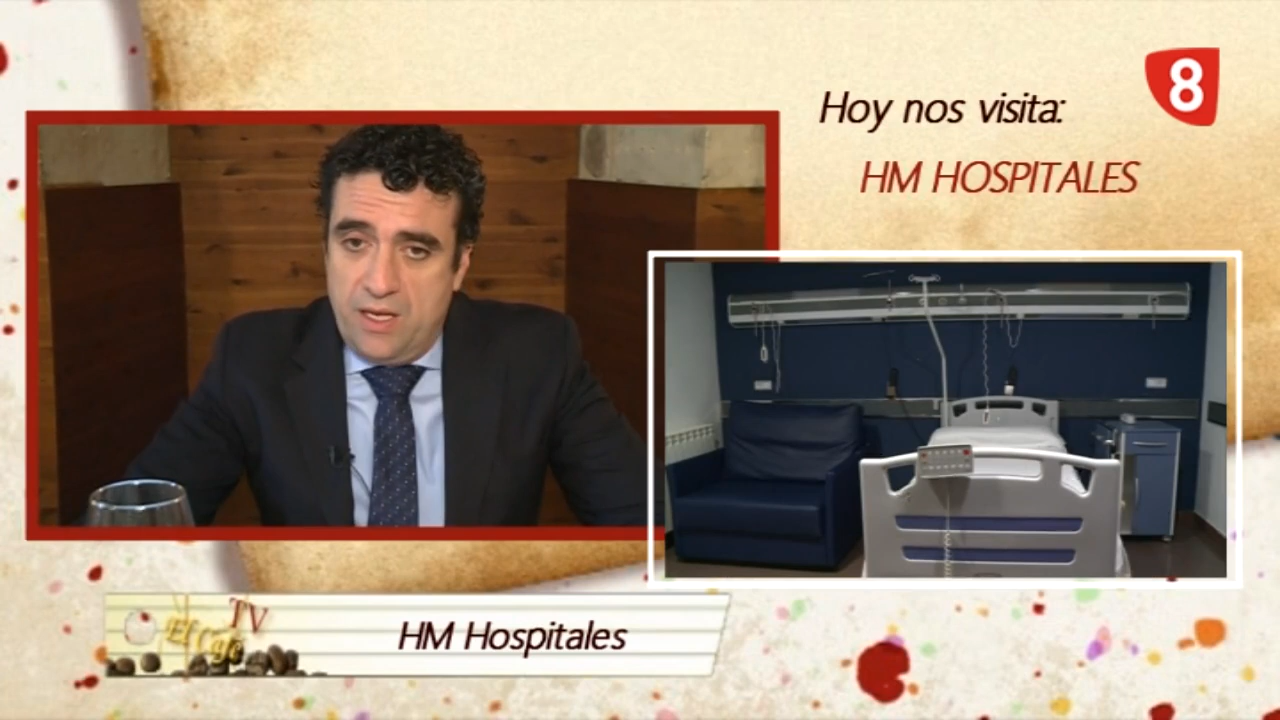 8
Hoy nos visita:
HM HOSPITALES
TV
El Café
HM Hospitales